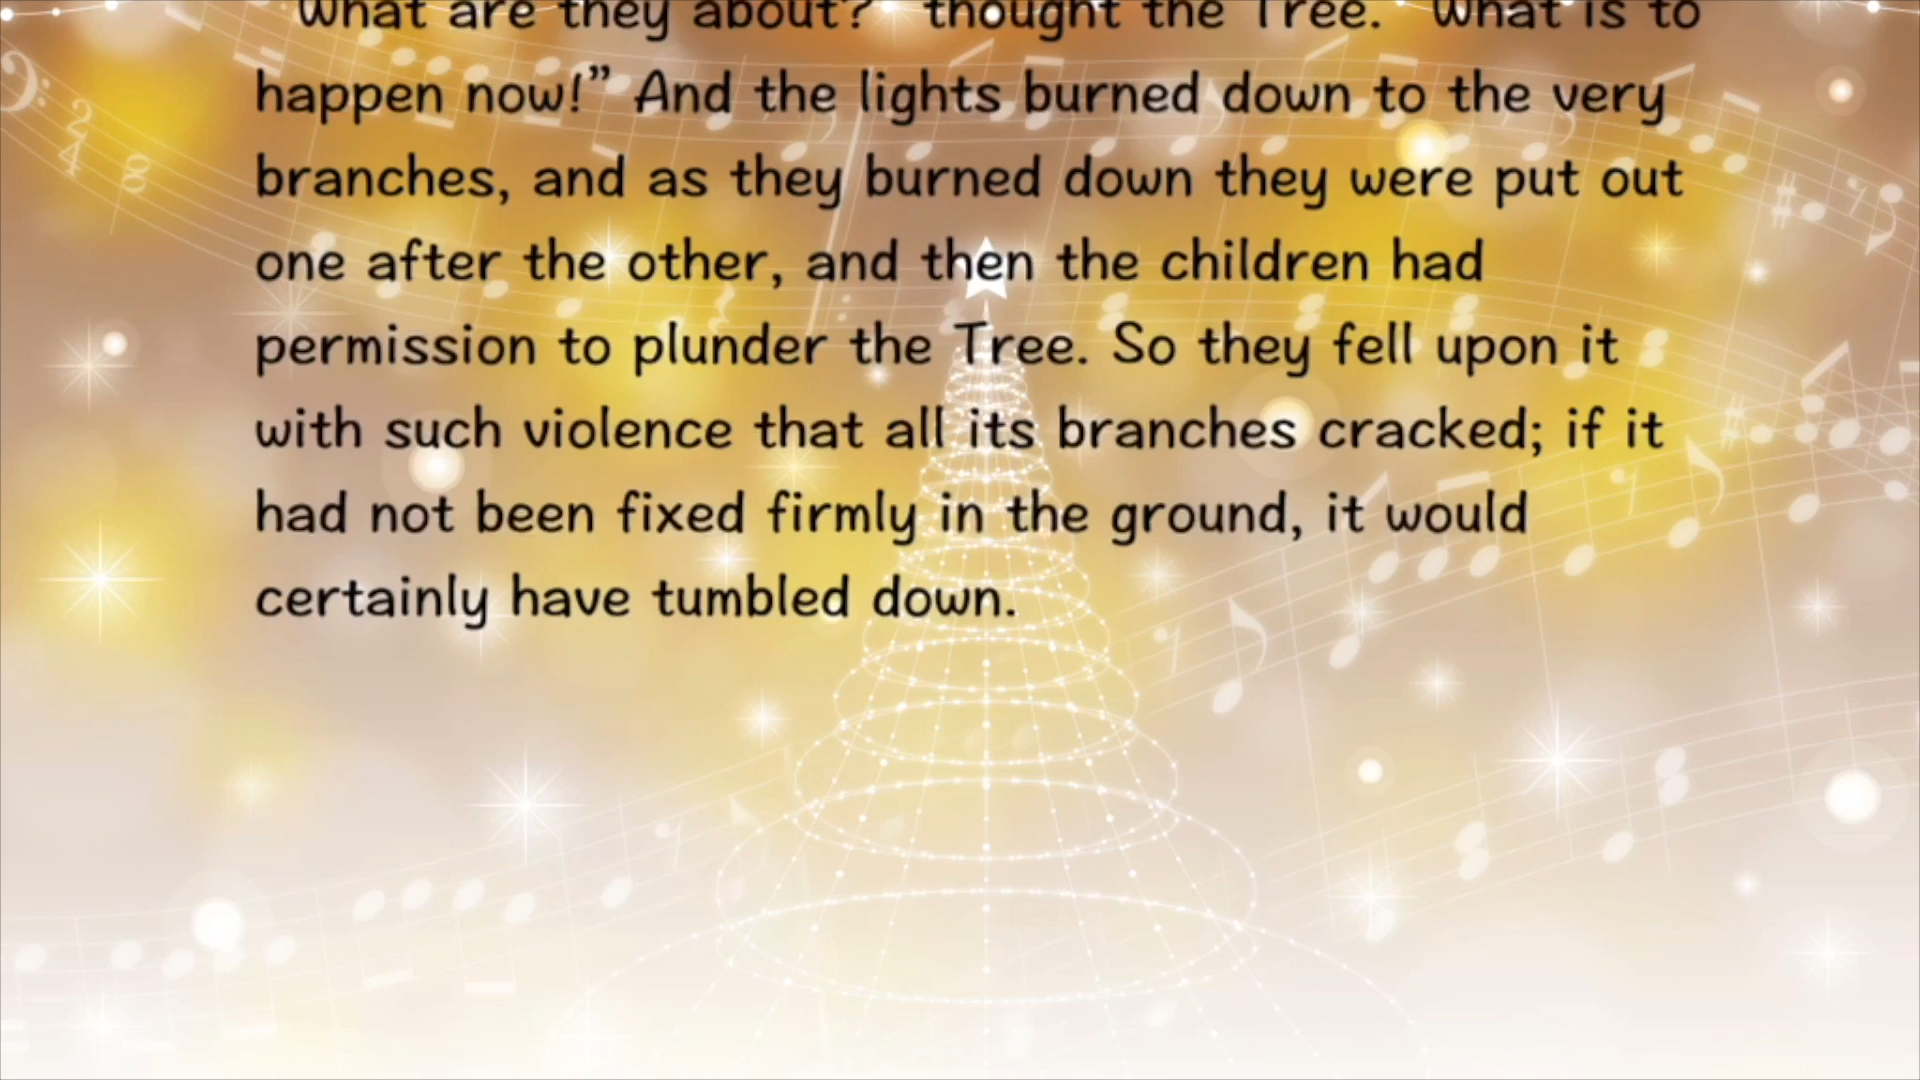 What are they about?” thought the Tree. “What is to
happen now!” And the lights burned down to the very
branches, and as they burned down they were put out
one after the other, and then the children had
permission to plunder the Tree. So they fell upon it
with such violence that all its branches cracked; if it
had not been fixed firmly in the ground, it would
certainly have tumbled down.